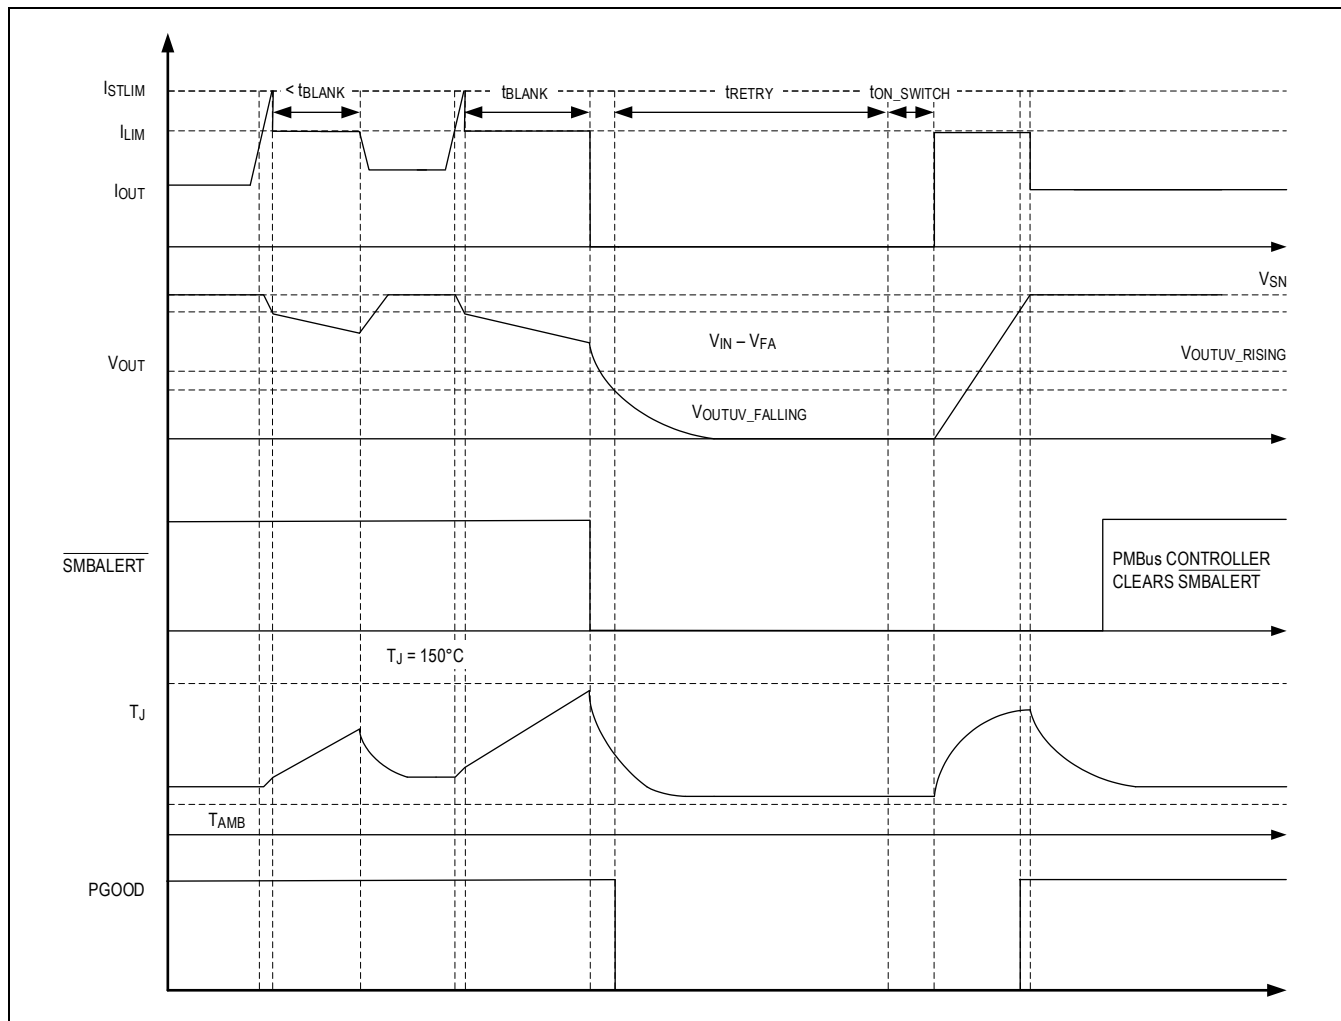 ISTLIM
< tBLANK
tBLANK
tRETRY
tON_SWITCH
ILIM
IOUT
VSN
VOUT
VIN – VFA
VOUTUV_RISING
VOUTUV_FALLING
SMBALERT
PMBus CONTROLLER
CLEARS SMBALERT
TJ = 150°C
TJ
TAMB
PGOOD